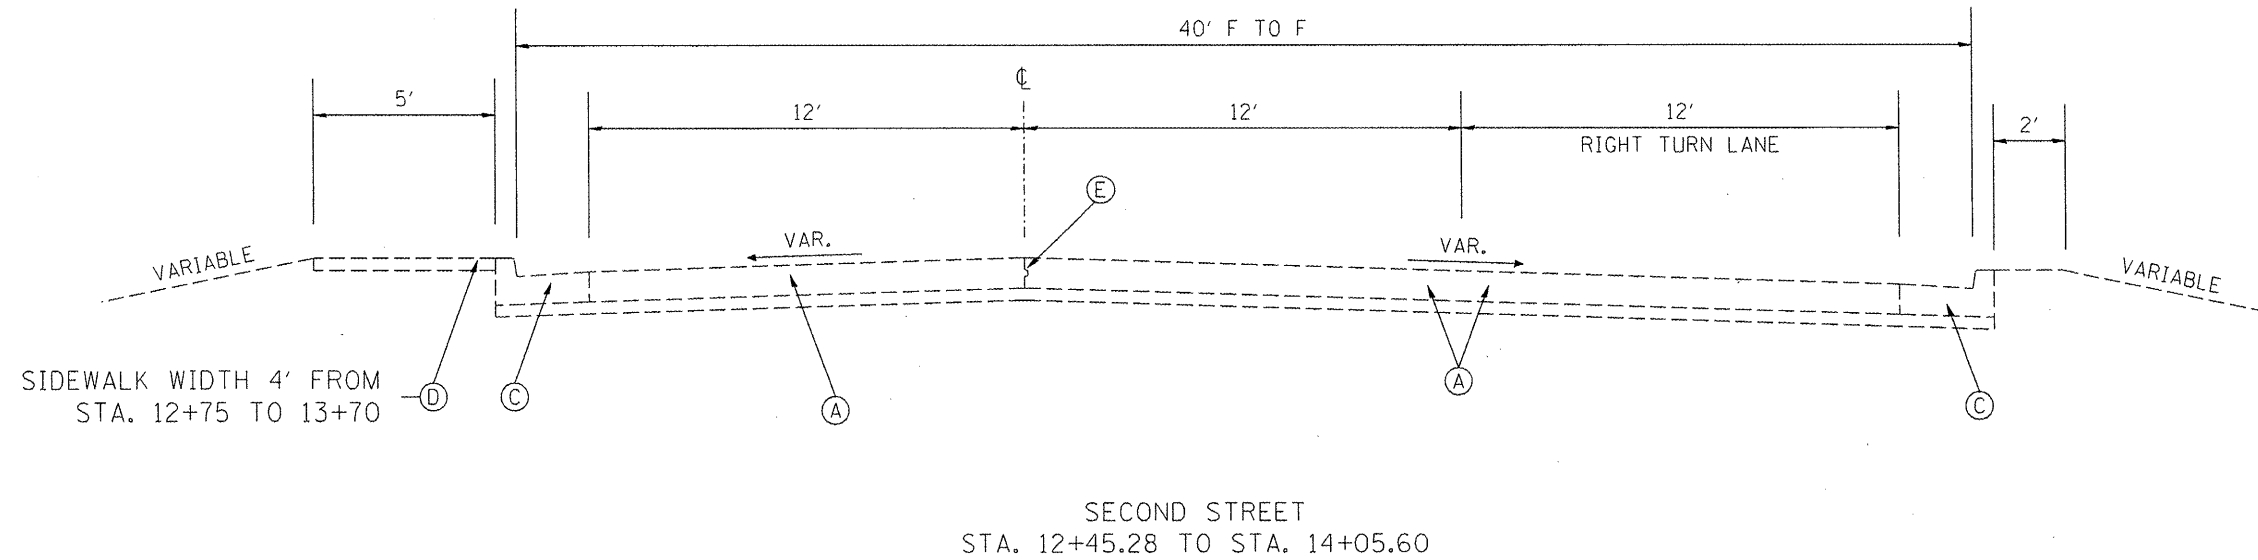 40' F TO F
℄
5'
12'
12'
12'
RIGHT TURN LANE
2'
E
VARIABLE
VAR.
VAR.
VARIABLE
SIDEWALK WIDTH 4' FROM
STA. 12+75 TO 13+70
D
C
A
A
C
SECOND STREET
STA. 12+45.28 TO STA. 14+05.60